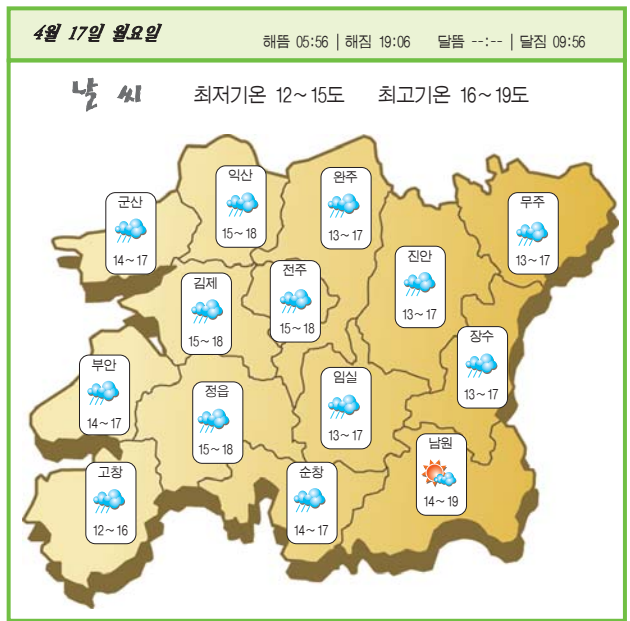 4월 17일 월요일
해뜸 05:56 | 해짐 19:06 달뜸 --:-- | 달짐 09:56
날 씨 최저기온 12~15도 최고기온 16~19도
익산
15~18
완주
13~17
군산
14~17
무주
13~17
진안
13~17
전주
15~18
김제
15~18
장수
13~17
부안
14~17
임실
13~17
정읍
15~18
남원
14~19
고창
12~16
순창
14~17